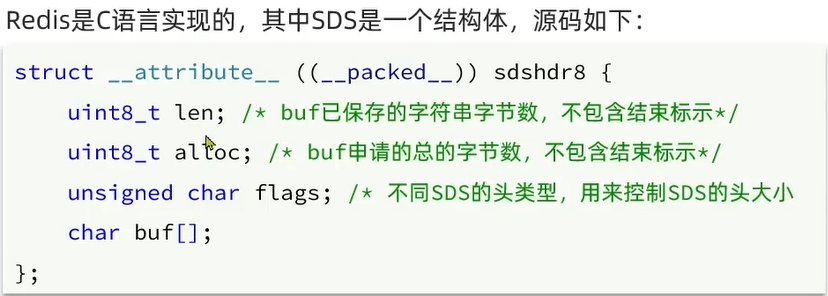 Redis是C语言实现的，其中SDS是一个结构体，源码如下：
struct __attribute__ ((__packed__)) sdshdr8 {
    uint8_t len; /* buf已保存的字符串字节数，不包含结束标示*/
    uint8_t alloc; /* buf申请的总的字节数，不包含结束标示*/
    unsigned char flags; /* 不同SDS的头类型，用来控制SDS的头大小
    char buf[];
};